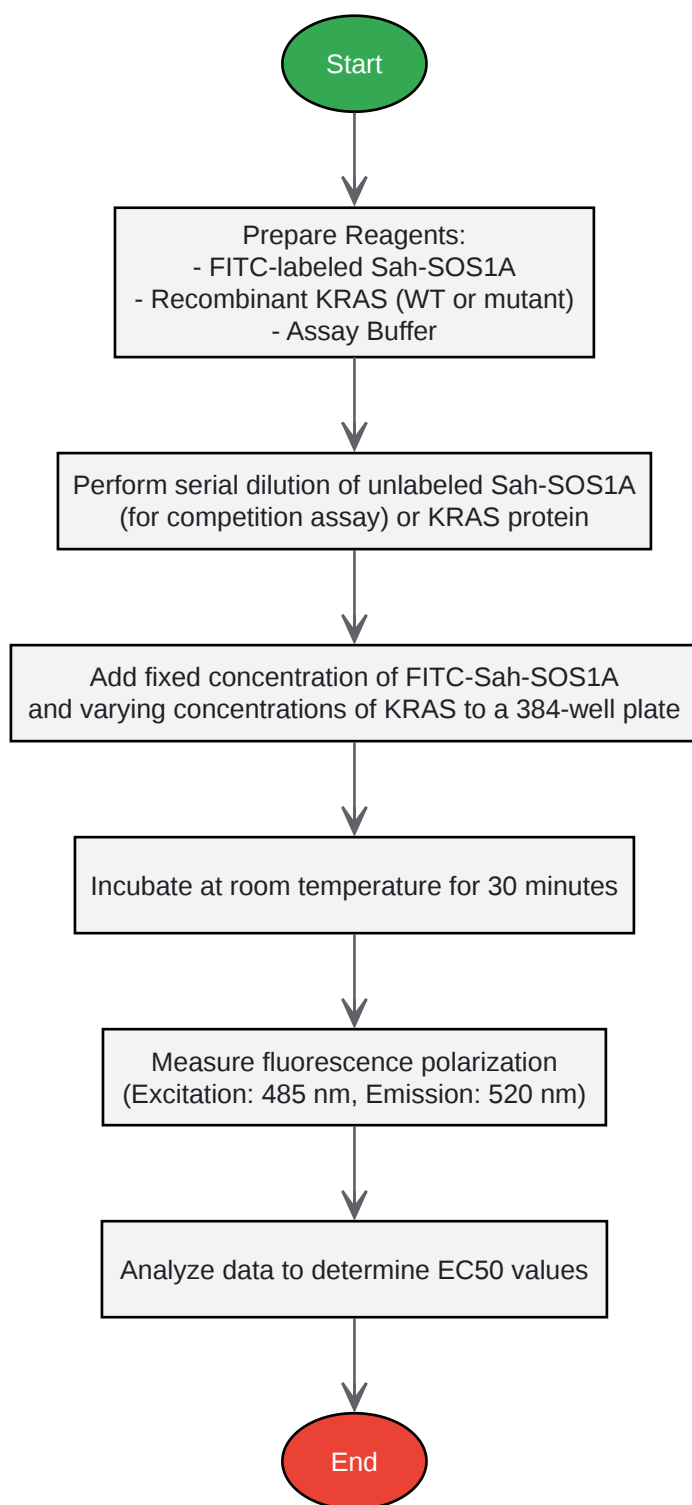 Start
Prepare Reagents:
- FITC-labeled Sah-SOS1A
- Recombinant KRAS (WT or mutant)
- Assay Buffer
Perform serial dilution of unlabeled Sah-SOS1A
(for competition assay) or KRAS protein
Add fixed concentration of FITC-Sah-SOS1A
and varying concentrations of KRAS to a 384-well plate
Incubate at room temperature for 30 minutes
Measure fluorescence polarization
(Excitation: 485 nm, Emission: 520 nm)
Analyze data to determine EC50 values
End